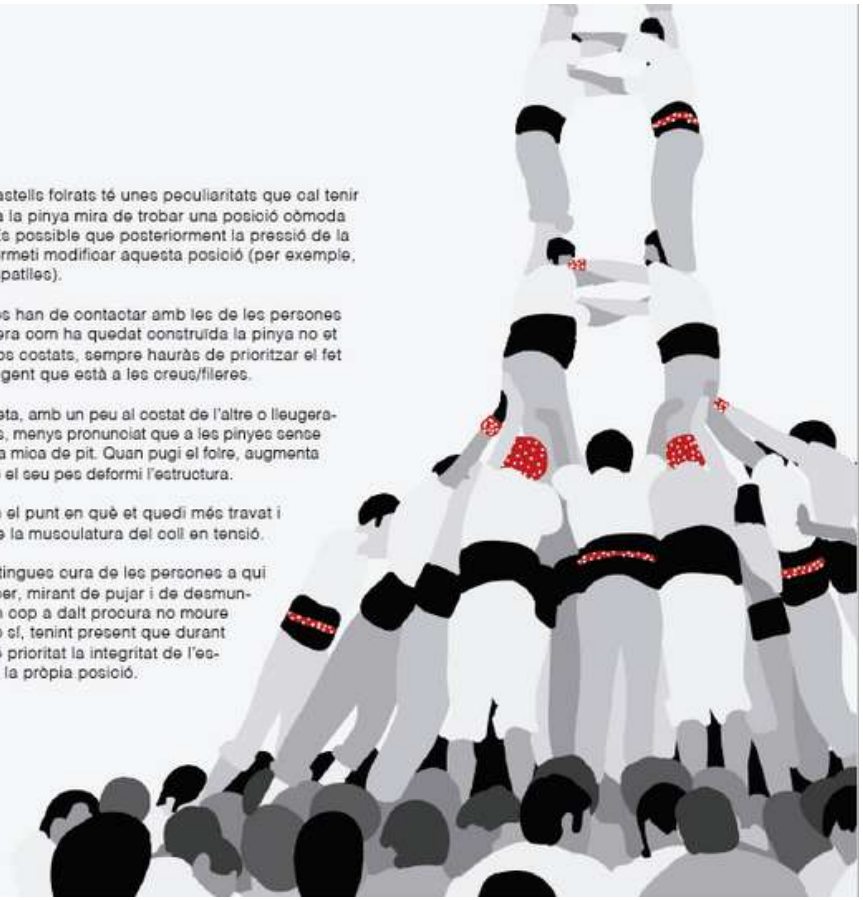 astells folrats té unes peculiaritats que cal tenir
a la pinya mira de trobar una posició còmoda
És possible que posteriorment la pressió de la
rmeti modificar aquesta posició (per exemple,
patlles).
s han de contactar amb les de les persones
era com ha quedat construïda la pinya no et
os costats, sempre hauràs de prioritzar el fet
gent que està a les creus/fileres.
eta, amb un peu al costat de l'altre o lleugera-
s, menys pronunciat que a les pinyes sense
a mica de pit. Quan pugi el folre, augmenta
el seu pes deformi l'estructura.
el punt en què et quedi més travat i
e la musculatura del coll en tensió.
tingues cura de les persones a qui
per, mirant de pujar i de desmun-
n cop a dalt procura no moure
sí, tenint present que durant
prioritat la integritat de l'es-
la pròpia posició.